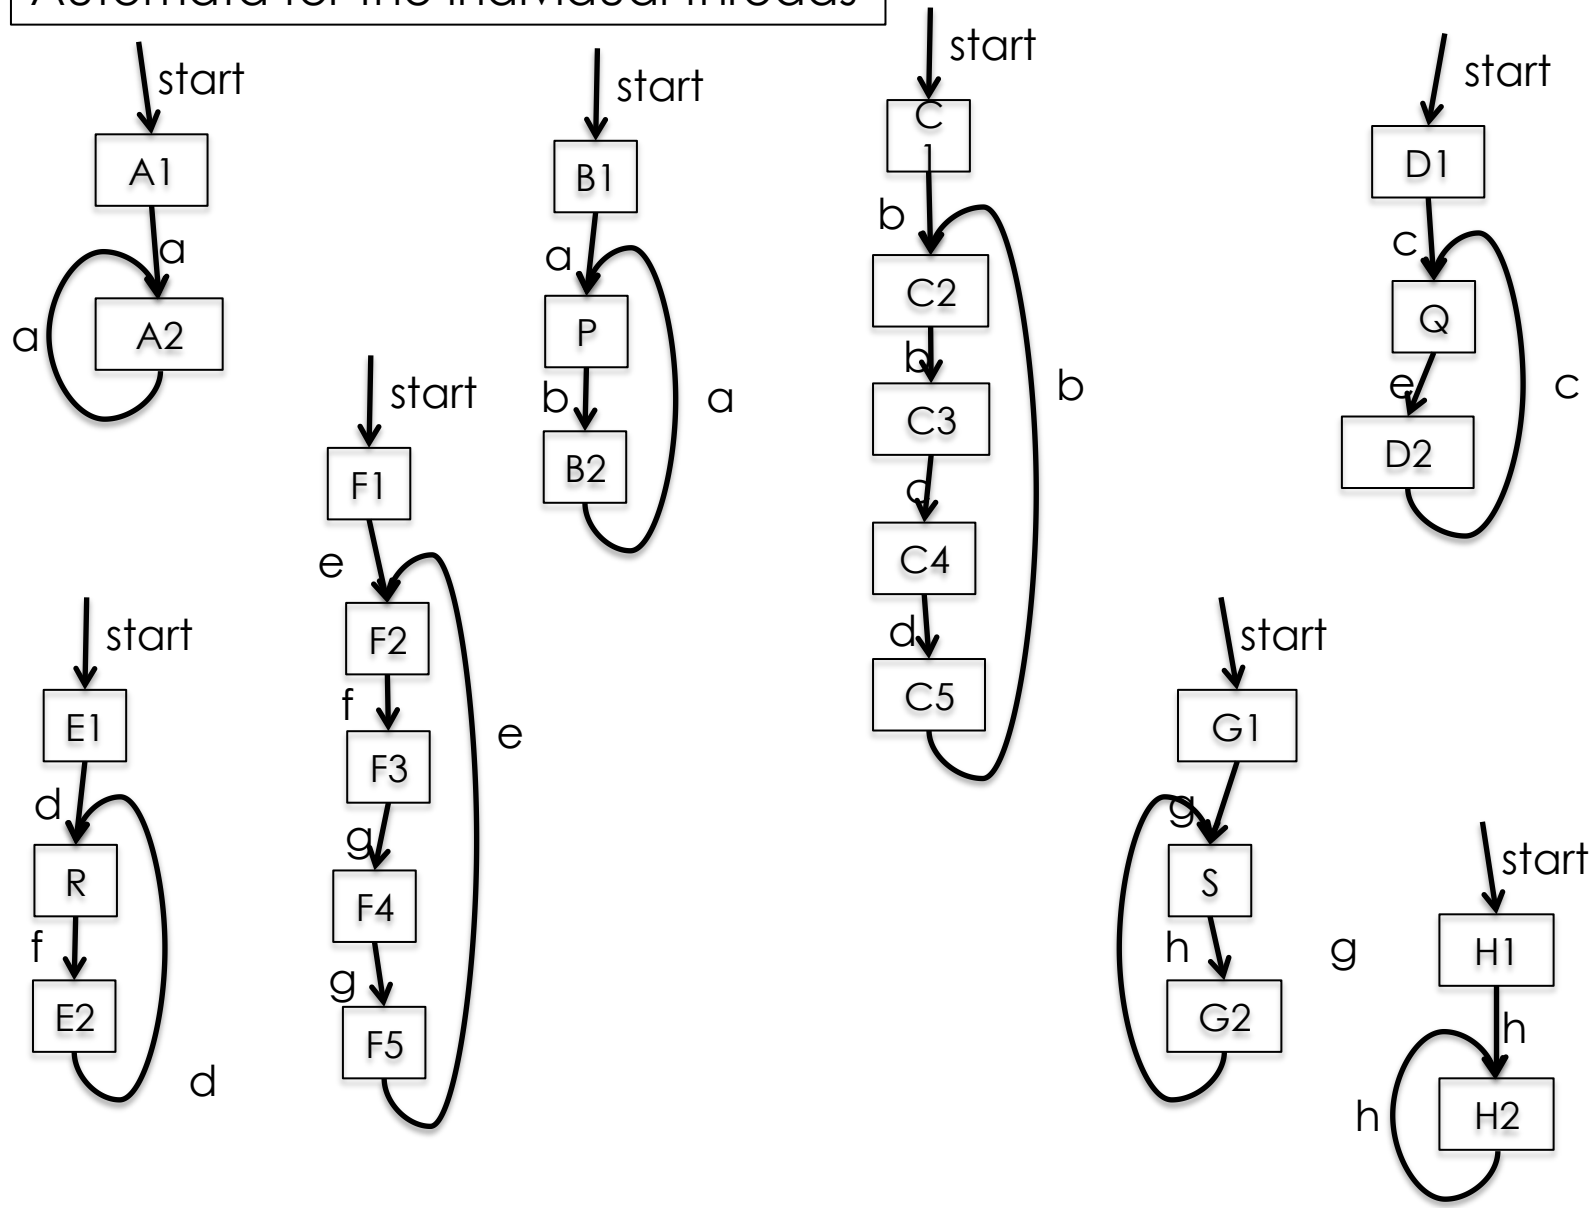 Automata for the individual threads
start
A1
a
A2
a
start
B1
a
P
b
B2
a
start
C
1
b
C2
b
C3
c
C4
d
C5
b
start
D1
c
Q
e
D2
c
start
E1
d
R
f
E2
d
start
F1
e
F2
f
F3
g
F4
g
F5
e
start
G1
g
S
h
G2
g
start
H1
h
H2
h